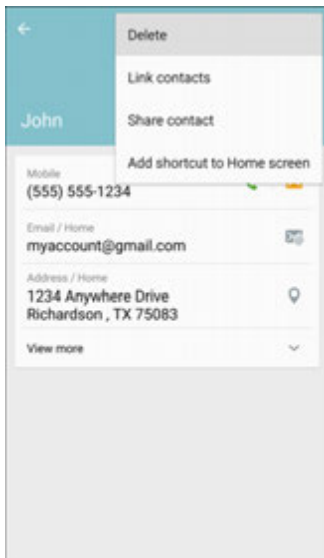 Delete
Link contacts
Share contact
Add shortcut to Home screen
John
Mobile
(555) 555-1234
Email / Home
myaccount@gmail.com
Address / Home
1234 Anywhere Drive
Richardson , TX 75083
View more